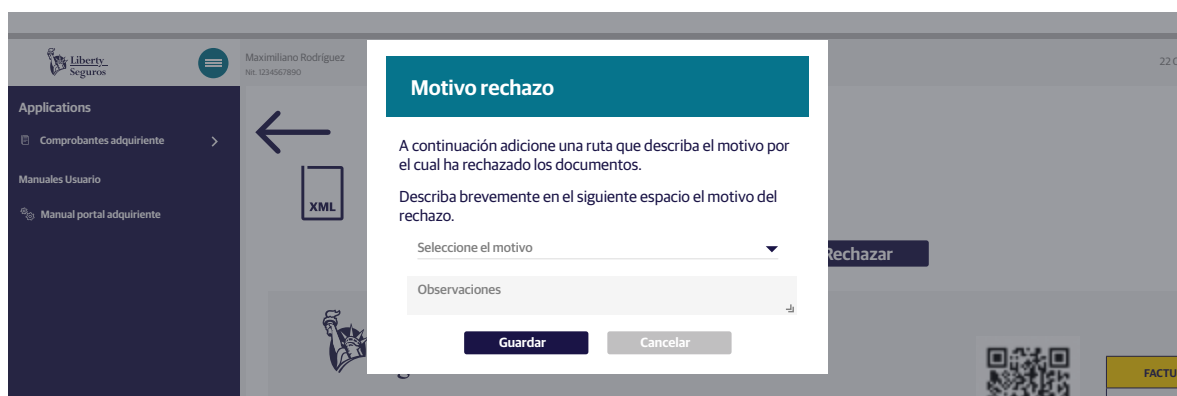 Liberty
Seguros
Maximiliano Rodríguez
Nit. 1234567890
22
Applications
Comprobantes adquiriente
Manuales Usuario
Manual portal adquiriente
XML
Motivo rechazo
A continuación adicione una ruta que describa el motivo por
el cual ha rechazado los documentos.
Describa brevemente en el siguiente espacio el motivo del
rechazo.
Seleccione el motivo
Rechazar
Observaciones
Guardar
Cancelar
FACTU